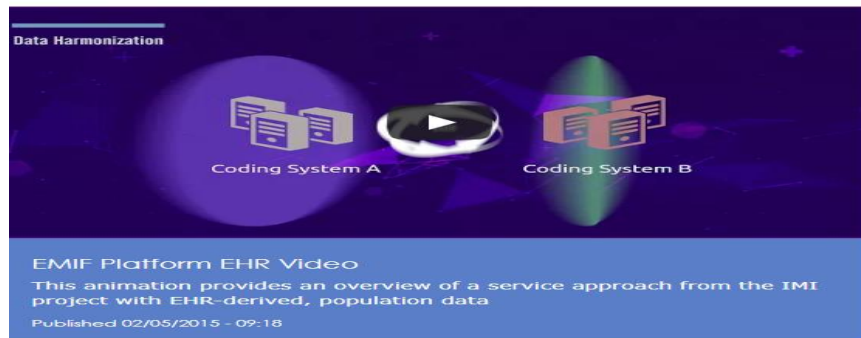 Data Harmonization
Coding System A
Coding System B
EMIF Platform EHR Video
This animation provides an overview of a service approach from the IMI
project with EHR-derived, population data
Published 02/05/2015 - 09:18